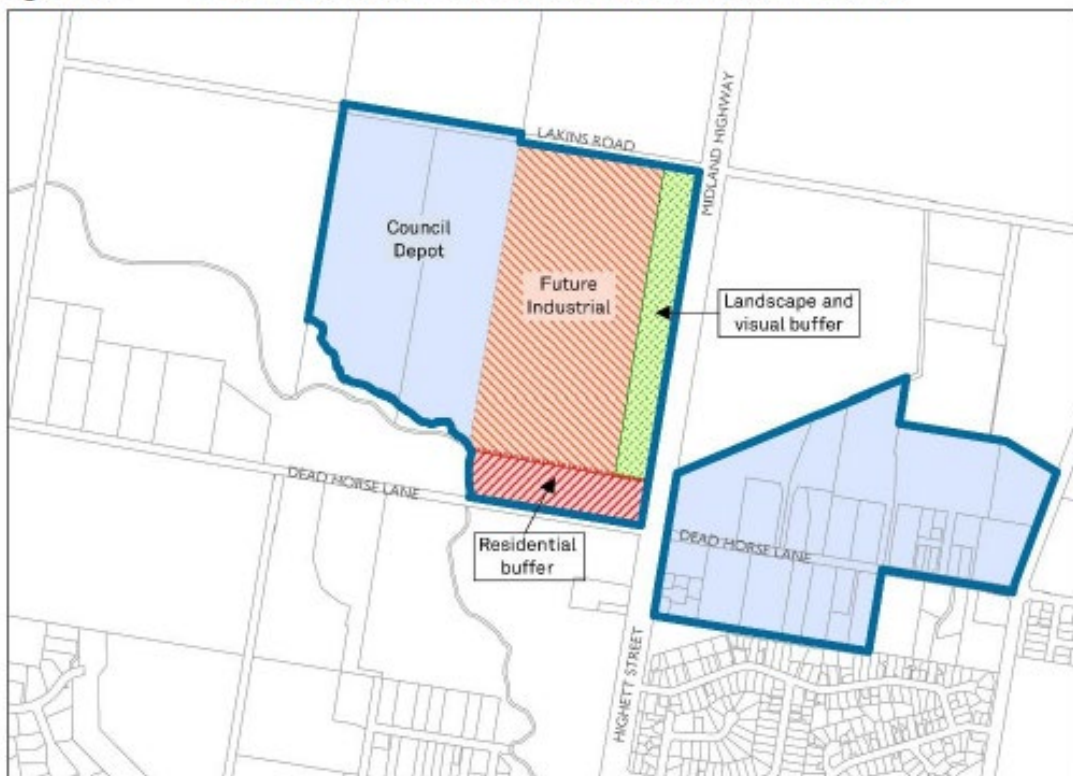 LAKINS ROAD
MIDLAND HIGHWAY
Council
Depot
Future
Industrial
Landscape and
visual buffer
DEAD HORSE LANE
Residential
buffer
DEAD HORSE LANE
HIGHETT STREET